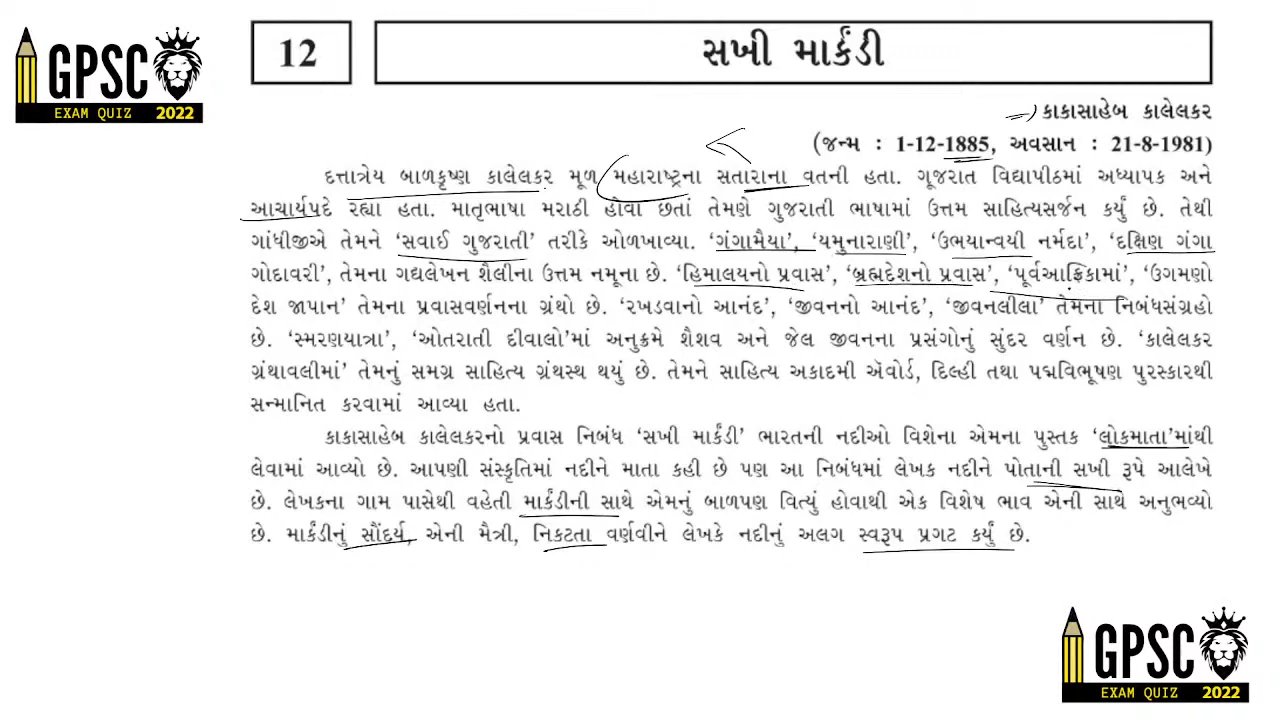 GPSC
EXAM QUIZ 2022
12
સખી માર્કંડી
કાકાસાહેબ કાલેલકર
(જન્મ : 1-12-1885, અવસાન : 21-8-1981)
દત્તાત્રેય બાળકૃષ્ણ કાલેલકર મૂળ મહારાષ્ટ્રના સતારાના વતની હતા. ગૂજરાત વિદ્યાપીઠમાં અધ્યાપક અને
આચાર્યપદે રહ્યા હતા. માતૃભાષા મરાઠી હોવા છતાં તેમણે ગુજરાતી ભાષામાં ઉત્તમ સાહિત્યસર્જન કર્યું છે. તેથી
ગાંધીજીએ તેમને ‘સવાઈ ગુજરાતી’ તરીકે ઓળખાવ્યા. ‘ગંગામૈયા’, ‘યમુનારાણી’, ‘ઉભયાન્વયી નર્મદા’, ‘દક્ષિણ ગંગા
ગોદાવરી’, તેમના ગદ્યલેખન શૈલીના ઉત્તમ નમૂના છે. ‘હિમાલયનો પ્રવાસ’, ‘બ્રહ્મદેશનો પ્રવાસ’, ‘પૂર્વઆફ્રિકામાં’, ‘ઉગમણો
દેશ જાપાન’ તેમના પ્રવાસવર્ણનના ગ્રંથો છે. ‘રખડવાનો આનંદ’, ‘જીવનનો આનંદ’, ‘જીવનલીલા’ તેમના નિબંધસંગ્રહો
છે. ‘સ્મરણયાત્રા’, ‘ઓતરાતી દીવાલો’માં અનુક્રમે શૈશવ અને જેલ જીવનના પ્રસંગોનું સુંદર વર્ણન છે. ‘કાલેલકર
ગ્રંથાવલીમાં’ તેમનું સમગ્ર સાહિત્ય ગ્રંથસ્થ થયું છે. તેમને સાહિત્ય અકાદમી ઍવોર્ડ, દિલ્હી તથા પદ્મવિભૂષણ પુરસ્કારથી
સન્માનિત કરવામાં આવ્યા હતા.
કાકાસાહેબ કાલેલકરનો પ્રવાસ નિબંધ ‘સખી માર્કંડી’ ભારતની નદીઓ વિશેના એમના પુસ્તક ‘લોકમાતા’માંથી
લેવામાં આવ્યો છે. આપણી સંસ્કૃતિમાં નદીને માતા કહી છે પણ આ નિબંધમાં લેખક નદીને પોતાની સખી રૂપે આલેખે
છે. લેખકના ગામ પાસેથી વહેતી માર્કંડીની સાથે એમનું બાળપણ વિત્યું હોવાથી એક વિશેષ ભાવ એની સાથે અનુભવ્યો
છે. માર્કંડીનું સૌંદર્ય, એની મૈત્રી, નિકટતા વર્ણવીને લેખકે નદીનું અલગ સ્વરૂપ પ્રગટ કર્યું છે.
GPSC
EXAM QUIZ 2022